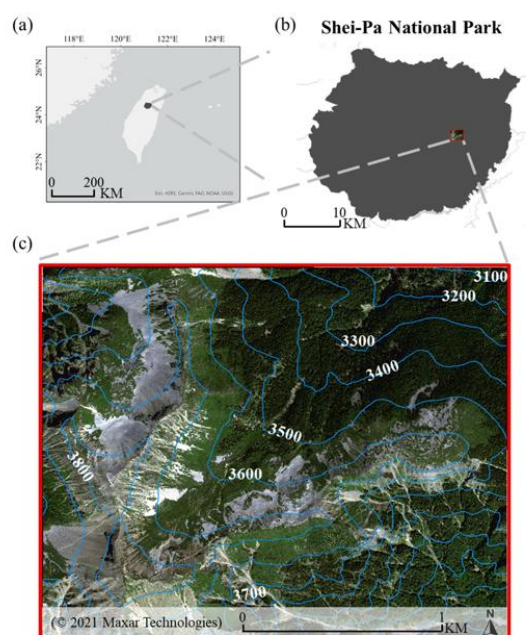 (a)
118°E 120°E 122°E 124°E
26°N
24°N
22°N
0 200
KM
Esri, HERE, Garmin, FAO, NOAA, USGS
(b) Shei-Pa National Park
0 10
KM
(c)
3100
3200
3300
3400
3500
3600
3800
3700
(© 2021 Maxar Technologies)
0 1
KM
N